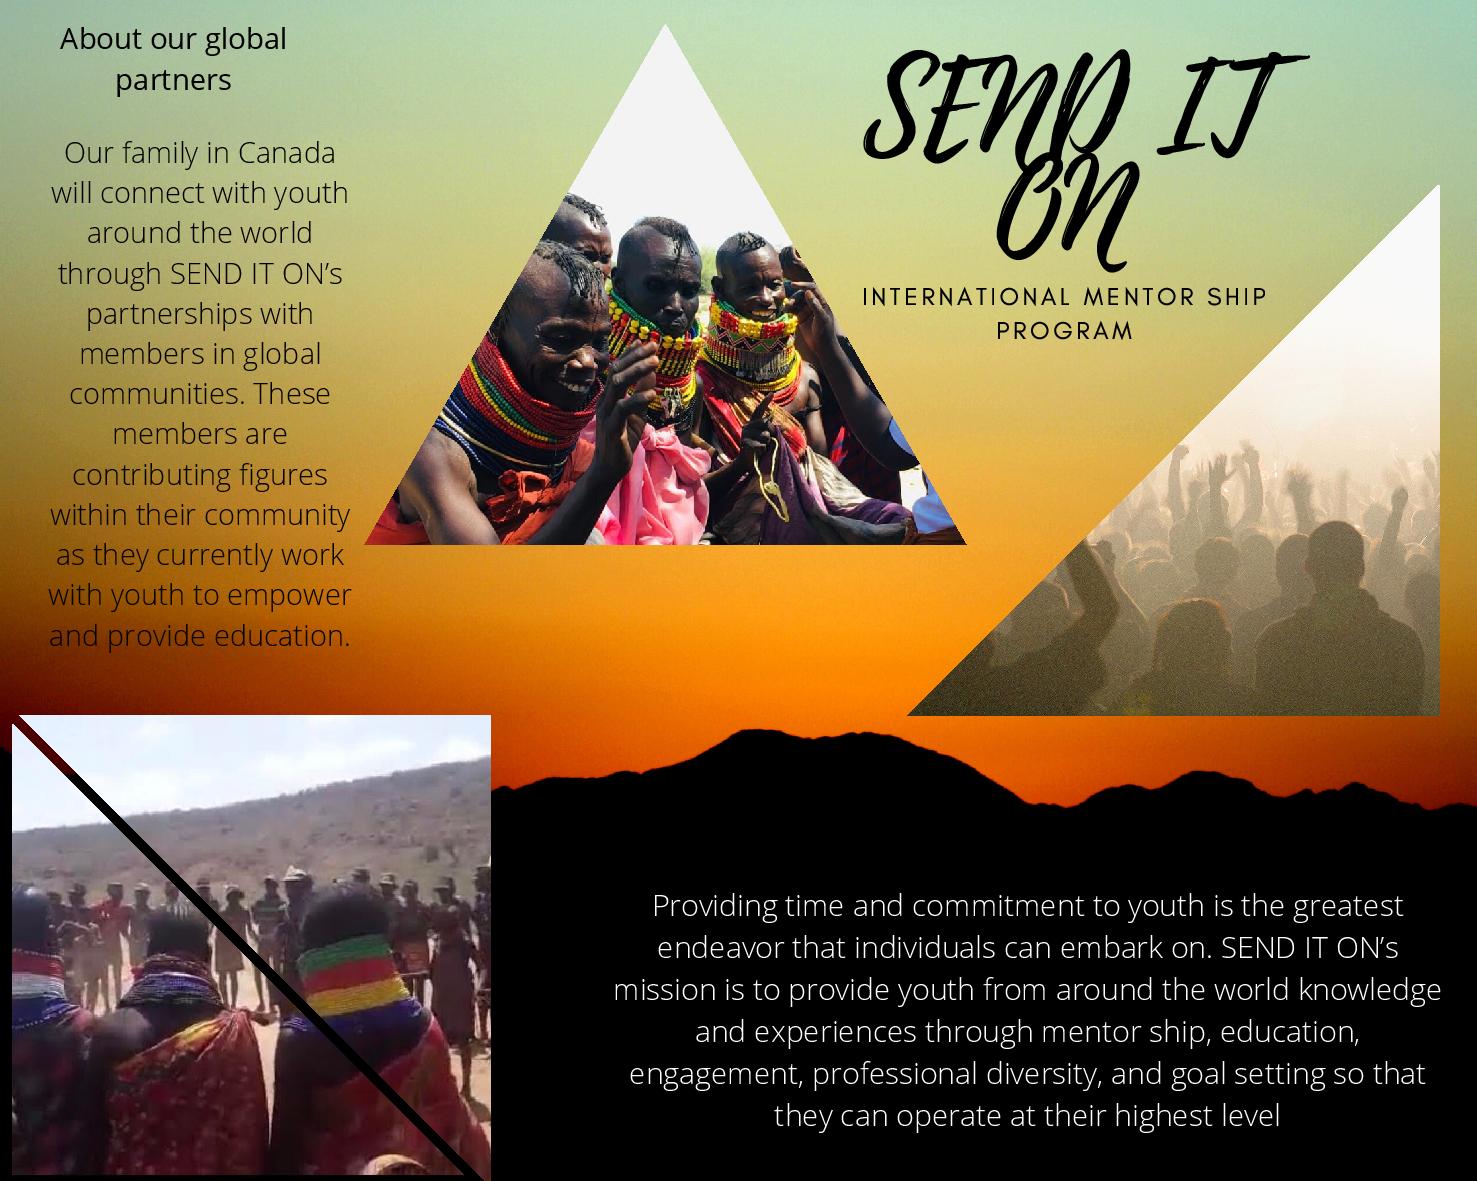 About our global
partners
Our family in Canada
will connect with youth
around the world
through SEND IT ON’s
partnerships with
members in global
communities. These
members are
contributing figures
within their community
as they currently work
with youth to empower
and provide education.
SEND IT
ON
INTERNATIONAL MENTOR SHIP
PROGRAM
Providing time and commitment to youth is the greatest
endeavor that individuals can embark on. SEND IT ON’s
mission is to provide youth from around the world knowledge
and experiences through mentor ship, education,
engagement, professional diversity, and goal setting so that
they can operate at their highest level